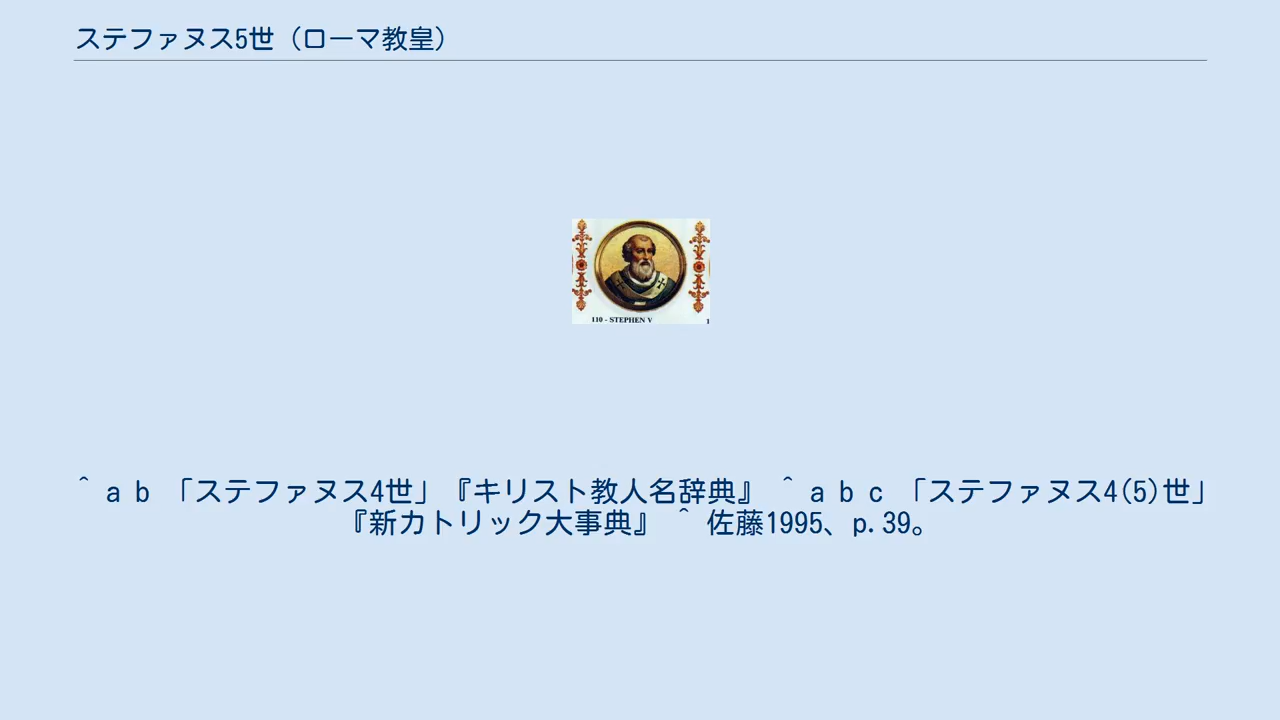 ステファヌス5世（ローマ教皇）
110 - STEPHEN V
1
^ a b 「ステファヌス4世」『キリスト教人名辞典』 ^ a b c 「ステファヌス4(5)世」
『新カトリック大事典』 ^ 佐藤1995、p.39。